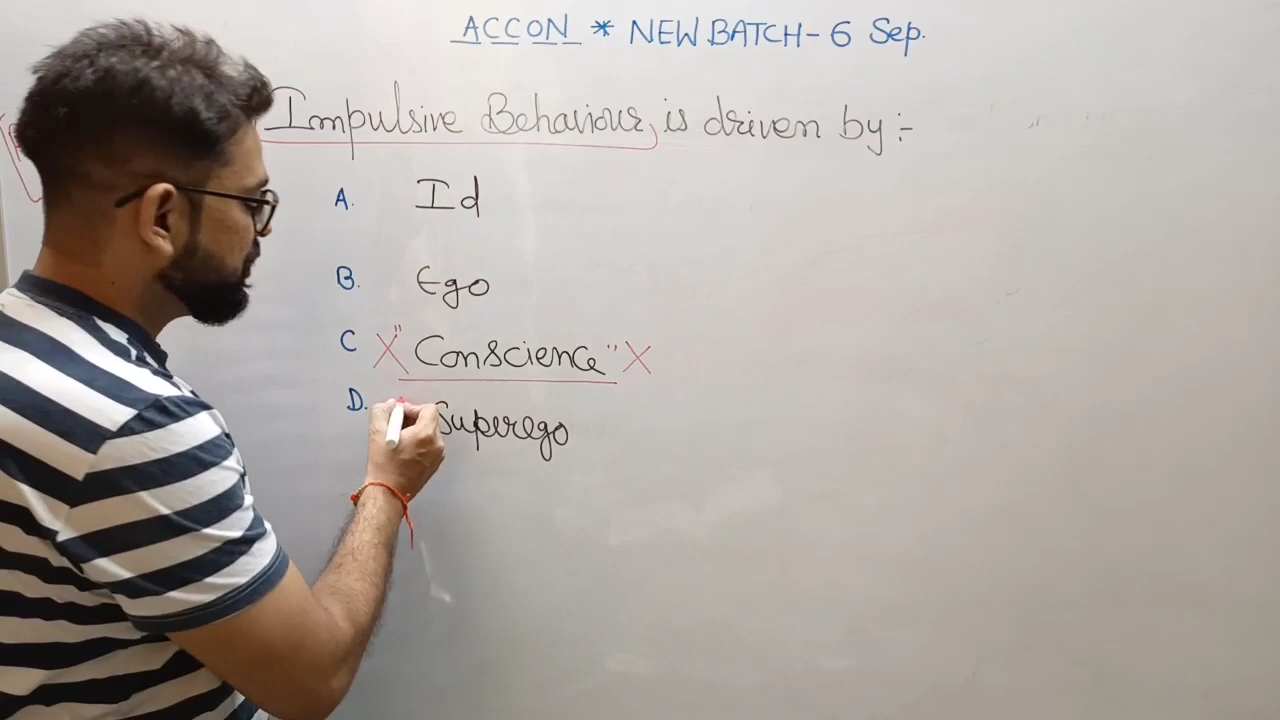 ACCON * NEW BATCH - 6 Sep.
Impulsive Behaviour, is driven by :-
A. Id
B. Ego
C X "Conscience" X
D. Superego